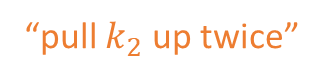 “pull k₂ up twice”